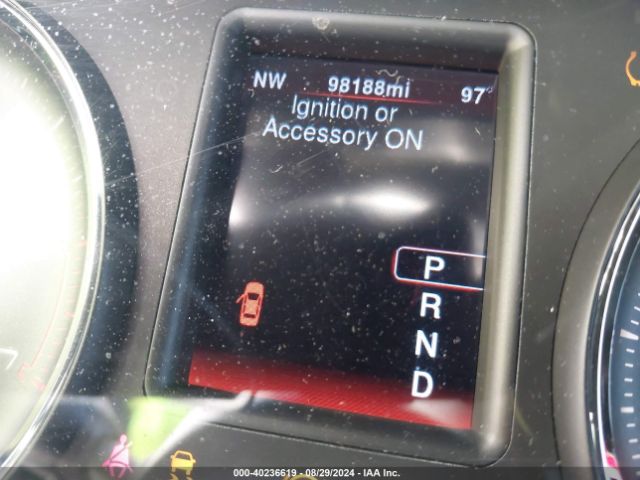 NW 98188mi 97°
Ignition or
Accessory ON
P
R
N
D
000-40236619 - 08/29/2024 - IAA Inc.